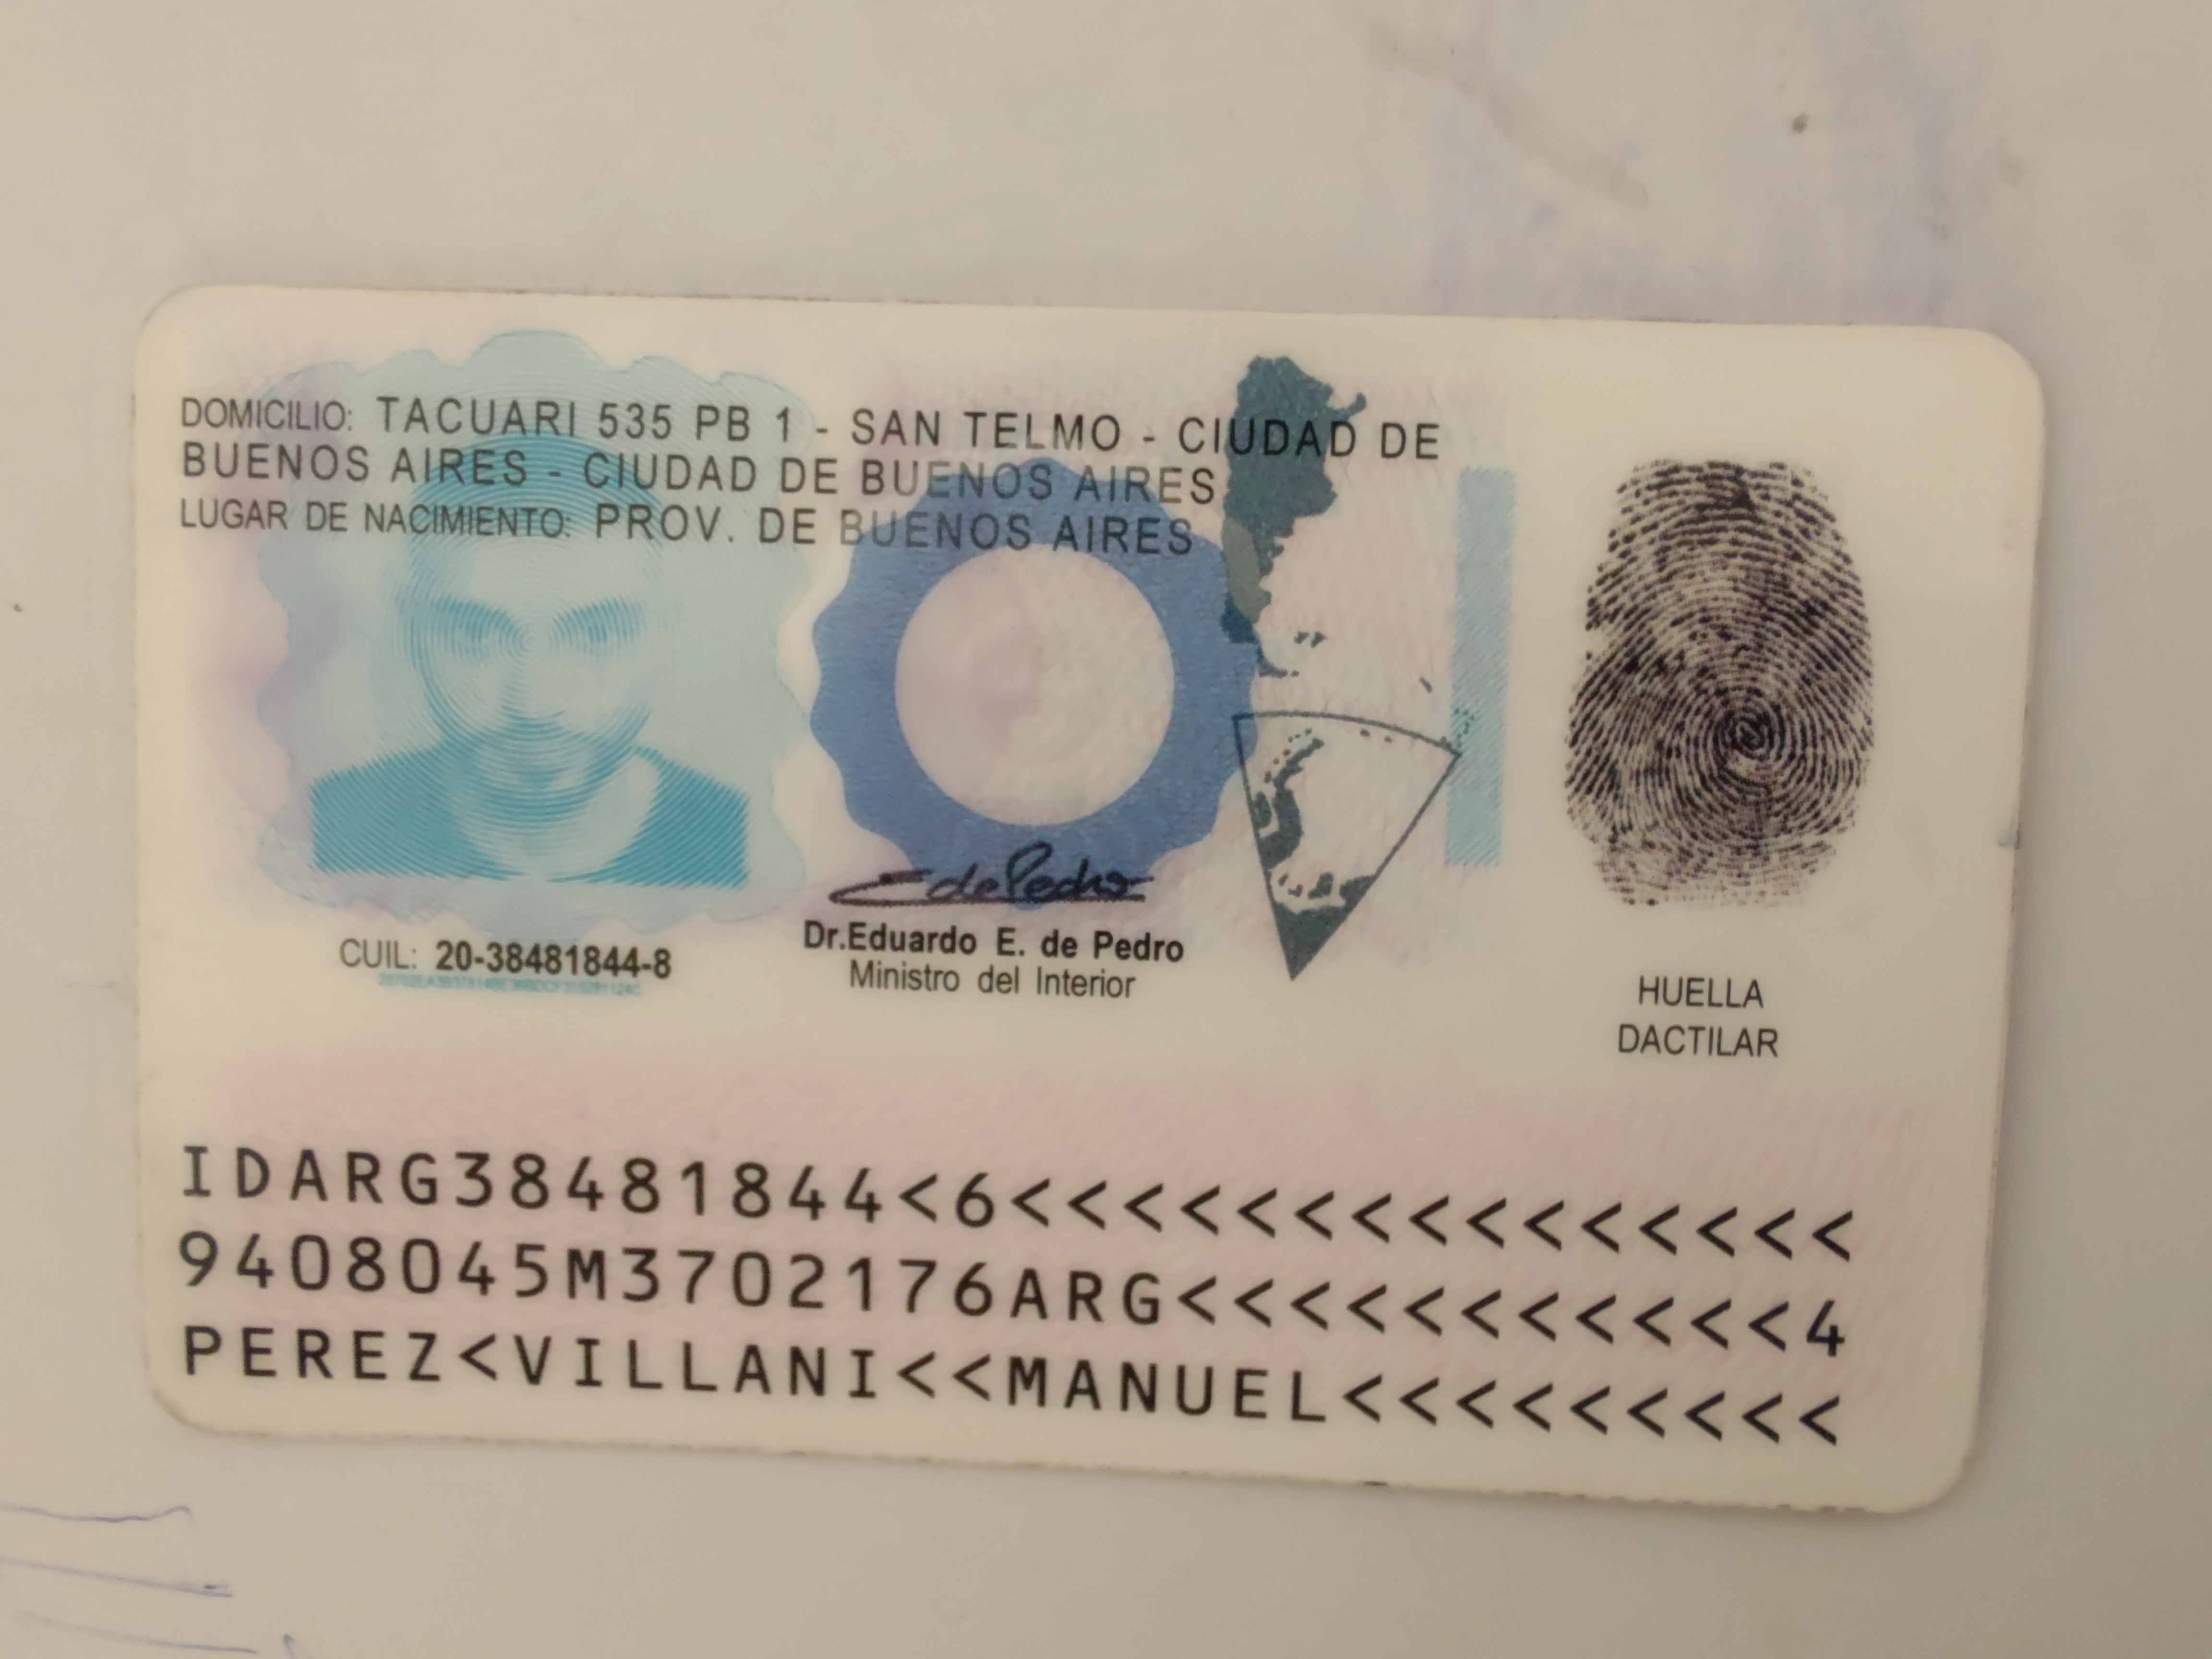 DOMICILIO: TACUARI 535 PB 1 - SAN TELMO - CIUDAD DE
BUENOS AIRES - CIUDAD DE BUENOS AIRES
LUGAR DE NACIMIENTO: PROV. DE BUENOS AIRES
CUIL: 20-38481844-8
Dr.Eduardo E. de Pedro
Ministro del Interior
HUELLA
DACTILAR
IDARG38481844<6<<<<<<<<<<<<<<<
9408045M3702176ARG<<<<<<<<<<<4
PEREZ<VILLANI<<MANUEL<<<<<<<<<